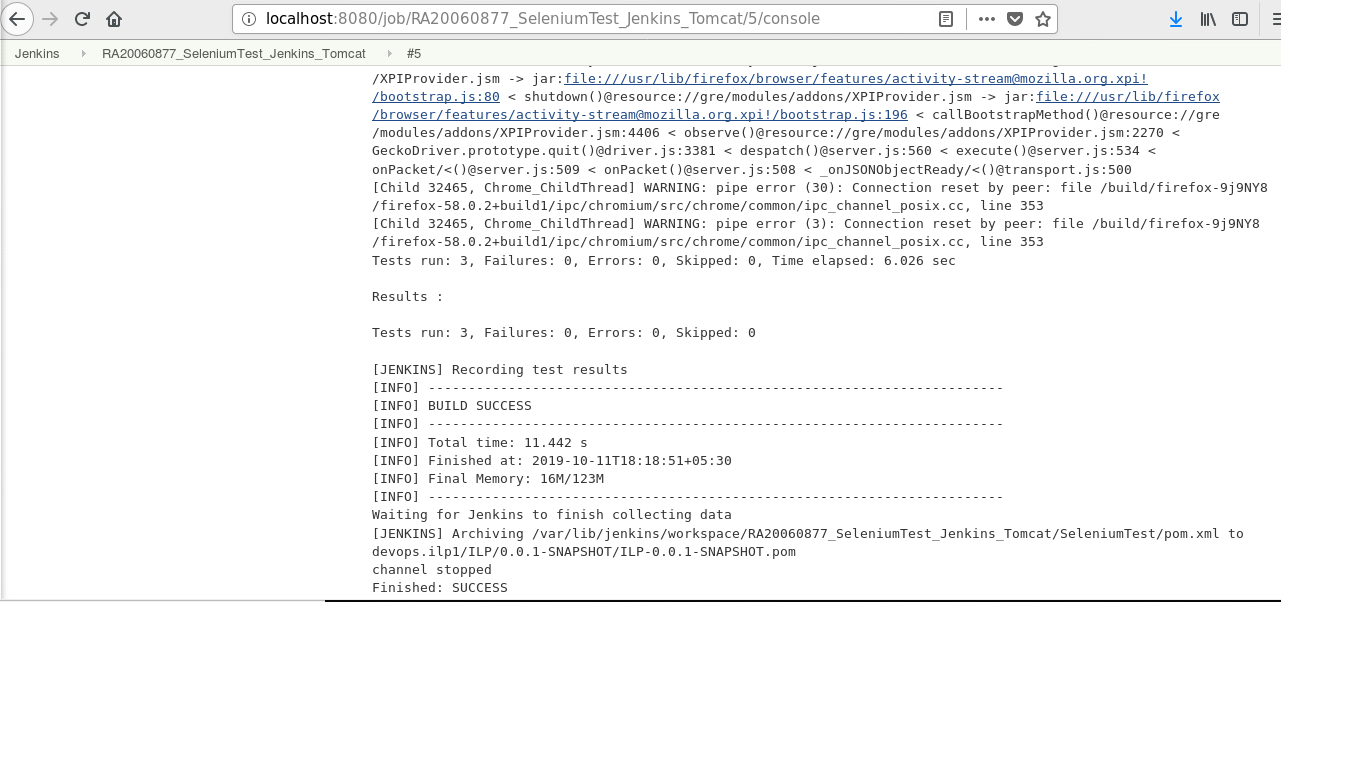 localhost:8080/job/RA20060877_SeleniumTest_Jenkins_Tomcat/5/console
Jenkins RA20060877_SeleniumTest_Jenkins_Tomcat #5
/XPIProvider.jsm -> jar:file:///usr/lib/firefox/browser/features/activity-stream@mozilla.org.xpi!
/bootstrap.js:80 < shutdown()@resource://gre/modules/addons/XPIProvider.jsm -> jar:file:///usr/lib/firefox
/browser/features/activity-stream@mozilla.org.xpi!/bootstrap.js:196 < callBootstrapMethod()@resource://gre
/modules/addons/XPIProvider.jsm:4406 < observe()@resource://gre/modules/addons/XPIProvider.jsm:2270 <
GeckoDriver.prototype.quit()@driver.js:3381 < despatch()@server.js:560 < execute()@server.js:534 <
onPacket/<()@server.js:509 < onPacket()@server.js:508 < _onJSONObjectReady/<()@transport.js:500
[Child 32465, Chrome_ChildThread] WARNING: pipe error (30): Connection reset by peer: file /build/firefox-9j9NY8
/firefox-58.0.2+build1/ipc/chromium/src/chrome/common/ipc_channel_posix.cc, line 353
[Child 32465, Chrome_ChildThread] WARNING: pipe error (3): Connection reset by peer: file /build/firefox-9j9NY8
/firefox-58.0.2+build1/ipc/chromium/src/chrome/common/ipc_channel_posix.cc, line 353
Tests run: 3, Failures: 0, Errors: 0, Skipped: 0, Time elapsed: 6.026 sec
Results :
Tests run: 3, Failures: 0, Errors: 0, Skipped: 0
[JENKINS] Recording test results
[INFO] ------------------------------------------------------------------------
[INFO] BUILD SUCCESS
[INFO] ------------------------------------------------------------------------
[INFO] Total time: 11.442 s
[INFO] Finished at: 2019-10-11T18:18:51+05:30
[INFO] Final Memory: 16M/123M
[INFO] ------------------------------------------------------------------------
Waiting for Jenkins to finish collecting data
[JENKINS] Archiving /var/lib/jenkins/workspace/RA20060877_SeleniumTest_Jenkins_Tomcat/SeleniumTest/pom.xml to
devops.ilp1/ILP/0.0.1-SNAPSHOT/ILP-0.0.1-SNAPSHOT.pom
channel stopped
Finished: SUCCESS